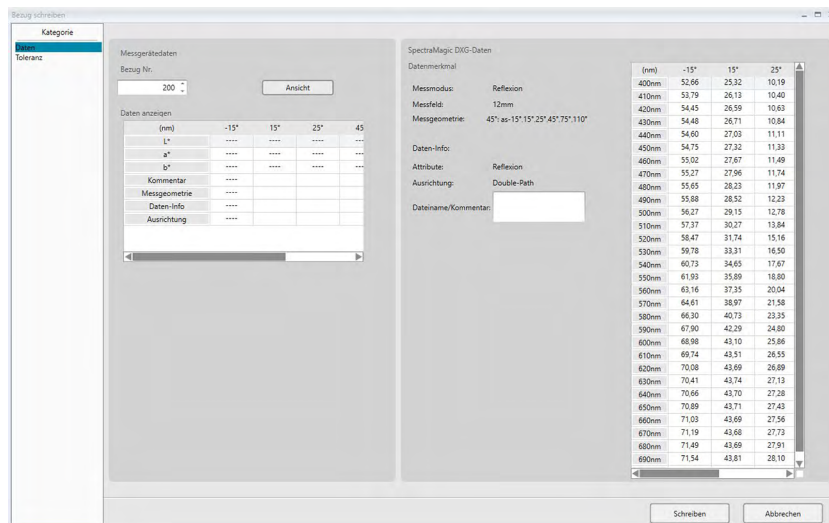 Bezug schreiben
Kategorie
Daten
Toleranz
Messgerätedaten
Bezug Nr.
200
Ansicht
Daten anzeigen
(nm) -15° 15° 25° 45
L* ---- ---- ---- ---
a* ---- ---- ---- ---
b* ---- ---- ---- ---
Kommentar ----
Messgeometrie ----
Daten-Info ----
Ausrichtung ----
SpectraMagic DXG-Daten
Datenmerkmal
Messmodus: Reflexion
Messfeld: 12mm
Messgeometrie: 45°: as-15°,15°,25°,45°,75°,110°
Daten-Info:
Attribute: Reflexion
Ausrichtung: Double-Path
Dateiname/Kommentar:
(nm) -15° 15° 25°
400nm 52,66 25,32 10,19
410nm 53,79 26,13 10,40
420nm 54,45 26,59 10,63
430nm 54,48 26,71 10,84
440nm 54,60 27,03 11,11
450nm 54,75 27,32 11,33
460nm 55,02 27,67 11,49
470nm 55,27 27,96 11,74
480nm 55,65 28,23 11,97
490nm 55,88 28,52 12,23
500nm 56,27 29,15 12,78
510nm 57,37 30,27 13,84
520nm 58,47 31,74 15,16
530nm 59,78 33,31 16,50
540nm 60,73 34,65 17,67
550nm 61,93 35,89 18,80
560nm 63,16 37,35 20,04
570nm 64,61 38,97 21,58
580nm 66,30 40,73 23,35
590nm 67,90 42,29 24,80
600nm 68,98 43,10 25,86
610nm 69,74 43,51 26,55
620nm 70,08 43,69 26,89
630nm 70,41 43,74 27,13
640nm 70,66 43,70 27,28
650nm 70,89 43,71 27,43
660nm 71,03 43,69 27,56
670nm 71,19 43,68 27,73
680nm 71,49 43,69 27,91
690nm 71,54 43,81 28,10
Schreiben
Abbrechen